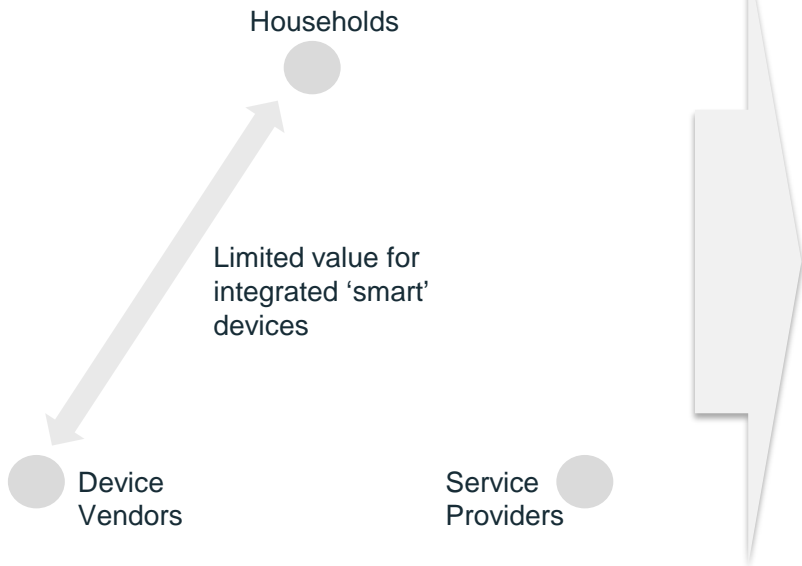 Households
Limited value for
integrated ‘smart’
devices
Device
Vendors
Service
Providers